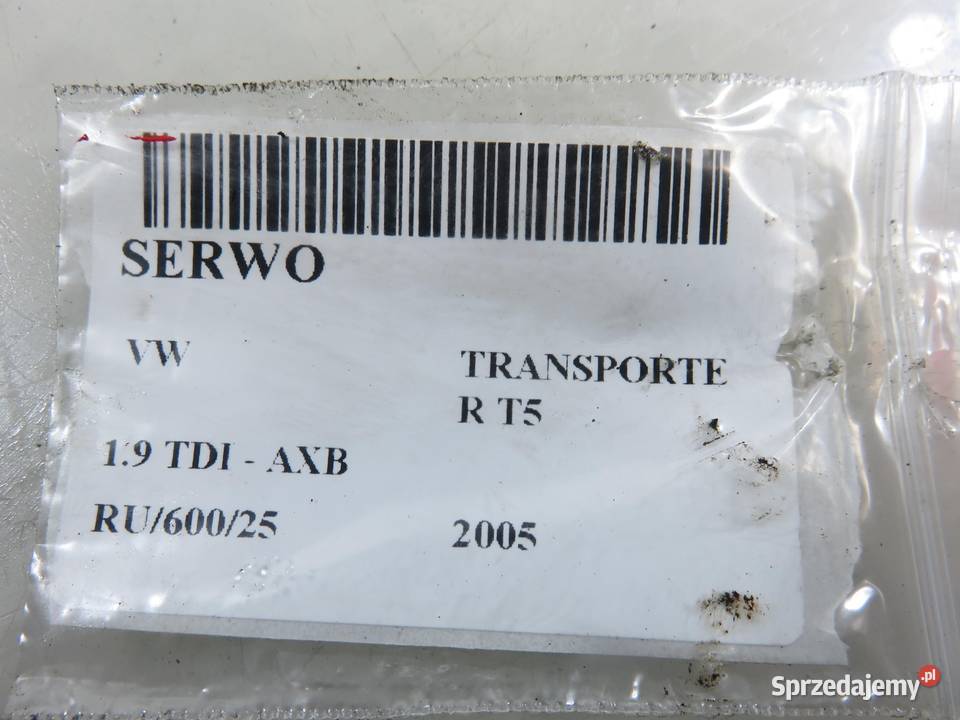 SERWO
VW TRANSPORTE
R T5
1.9 TDI - AXB
RU/600/25 2005
Sprzedajemy.pl